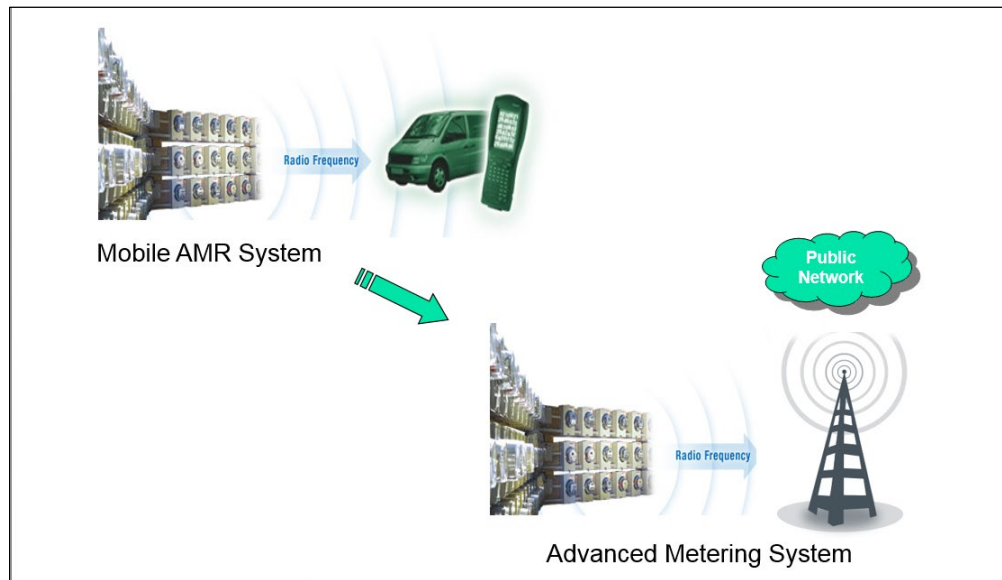 Radio Frequency
Mobile AMR System
Public
Network
Radio Frequency
Advanced Metering System